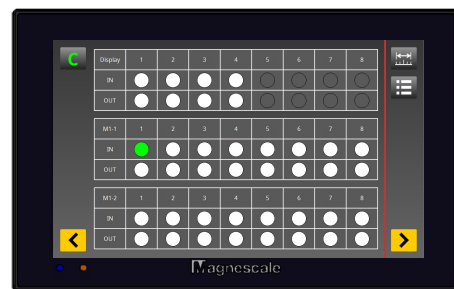 C
Display 1 2 3 4 5 6 7 8
IN
OUT
M1-1 1 2 3 4 5 6 7 8
IN
OUT
M1-2 1 2 3 4 5 6 7 8
IN
OUT
Magnescale